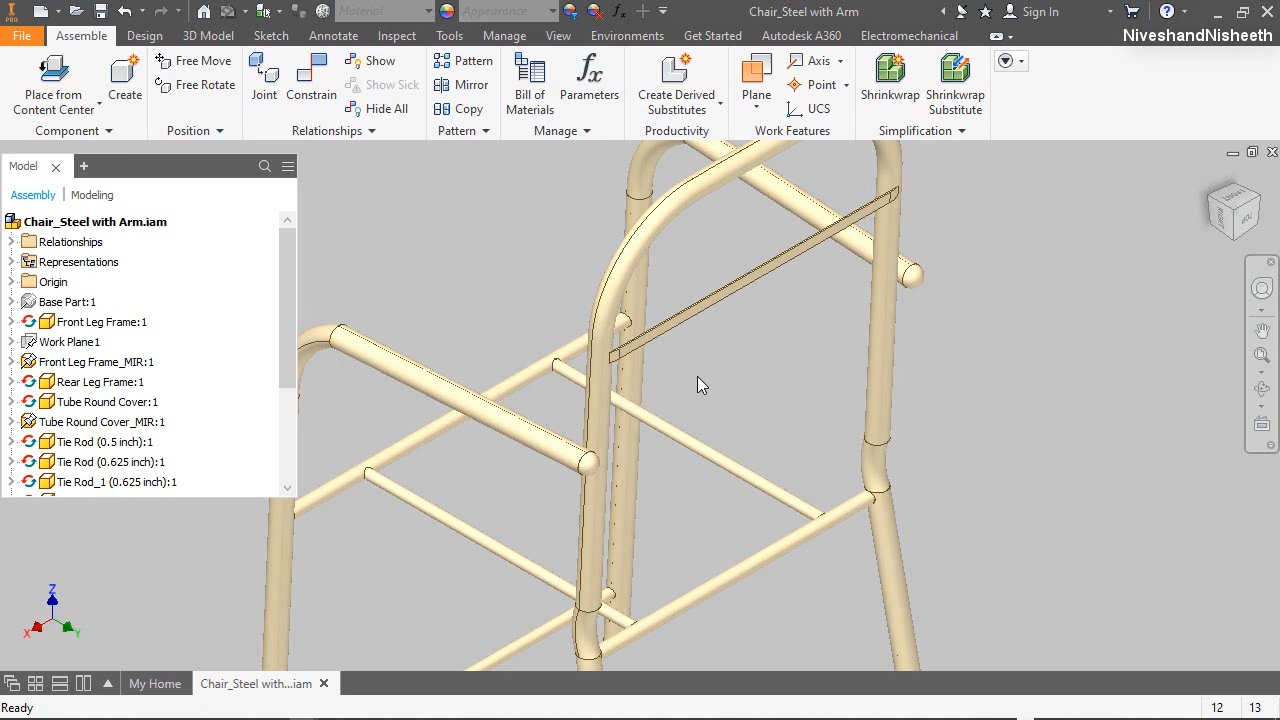 PRO
Material
Appearance
fx
Chair_Steel with Arm
Sign In
File
Assemble
Design
3D Model
Sketch
Annotate
Inspect
Tools
Manage
View
Environments
Get Started
Autodesk A360
Electromechanical
NiveshandNisheeth
Place from
Content Center
Create
Free Move
Free Rotate
Joint
Constrain
Show
Show Sick
Hide All
Pattern
Mirror
Copy
Bill of
Materials
fx
Parameters
Create Derived
Substitutes
Plane
Axis
Point
UCS
Shrinkwrap
Shrinkwrap
Substitute
Component
Position
Relationships
Pattern
Manage
Productivity
Work Features
Simplification
Model
Assembly
Modeling
Chair_Steel with Arm.iam
Relationships
Representations
Origin
Base Part:1
Front Leg Frame:1
Work Plane1
Front Leg Frame_MIR:1
Rear Leg Frame:1
Tube Round Cover:1
Tube Round Cover_MIR:1
Tie Rod (0.5 inch):1
Tie Rod (0.625 inch):1
Tie Rod_1 (0.625 inch):1
Z
X
Y
My Home
Chair_Steel with...iam
Ready
12
13